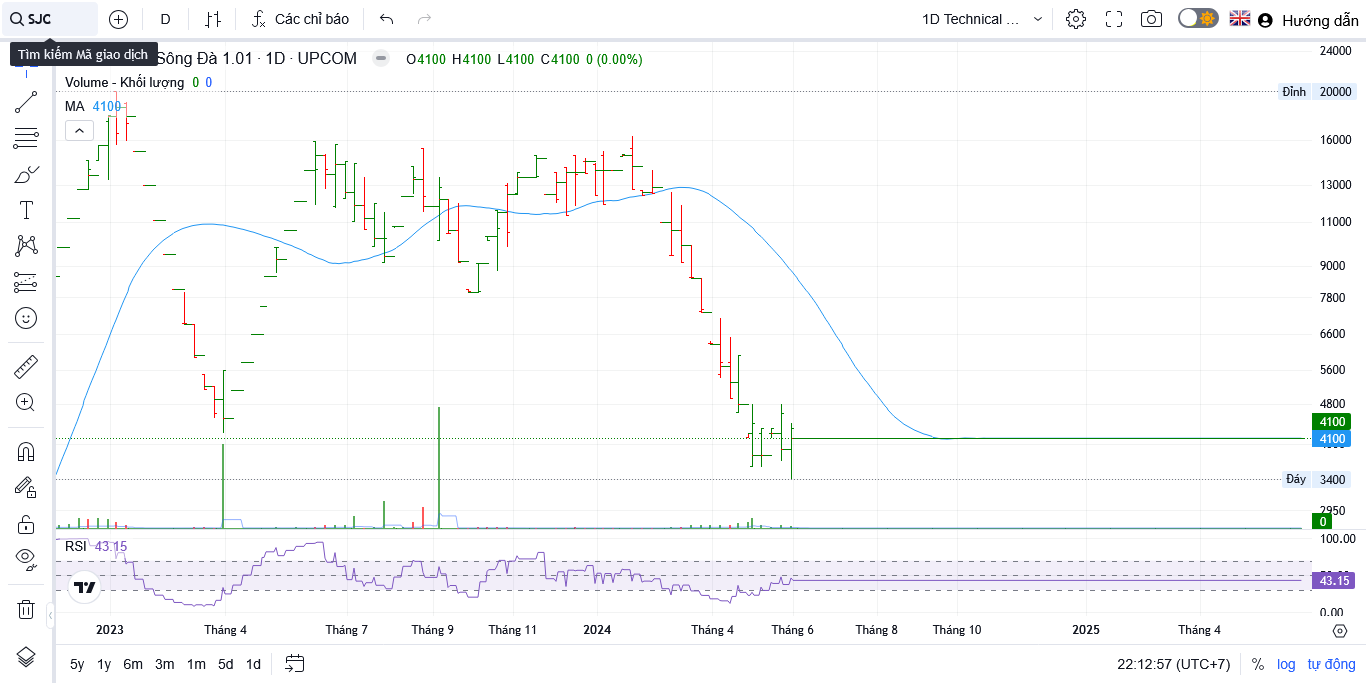 SJC
D
Các chỉ báo
1D Technical ...
Hướng dẫn
Tìm kiếm Mã giao dịch
Sông Đà 1.01 · 1D · UPCOM
O4100 H4100 L4100 C4100 0 (0.00%)
Volume - Khối lượng 0 0
MA 4100
24000
Đỉnh 20000
16000
13000
11000
9000
7800
6600
5600
4800
4100
4100
Đáy 3400
2950
0
RSI 43.15
100.00
43.15
0.00
2023
Tháng 4
Tháng 7
Tháng 9
Tháng 11
2024
Tháng 4
Tháng 6
Tháng 8
Tháng 10
2025
Tháng 4
5y 1y 6m 3m 1m 5d 1d
22:12:57 (UTC+7)
% log tự động